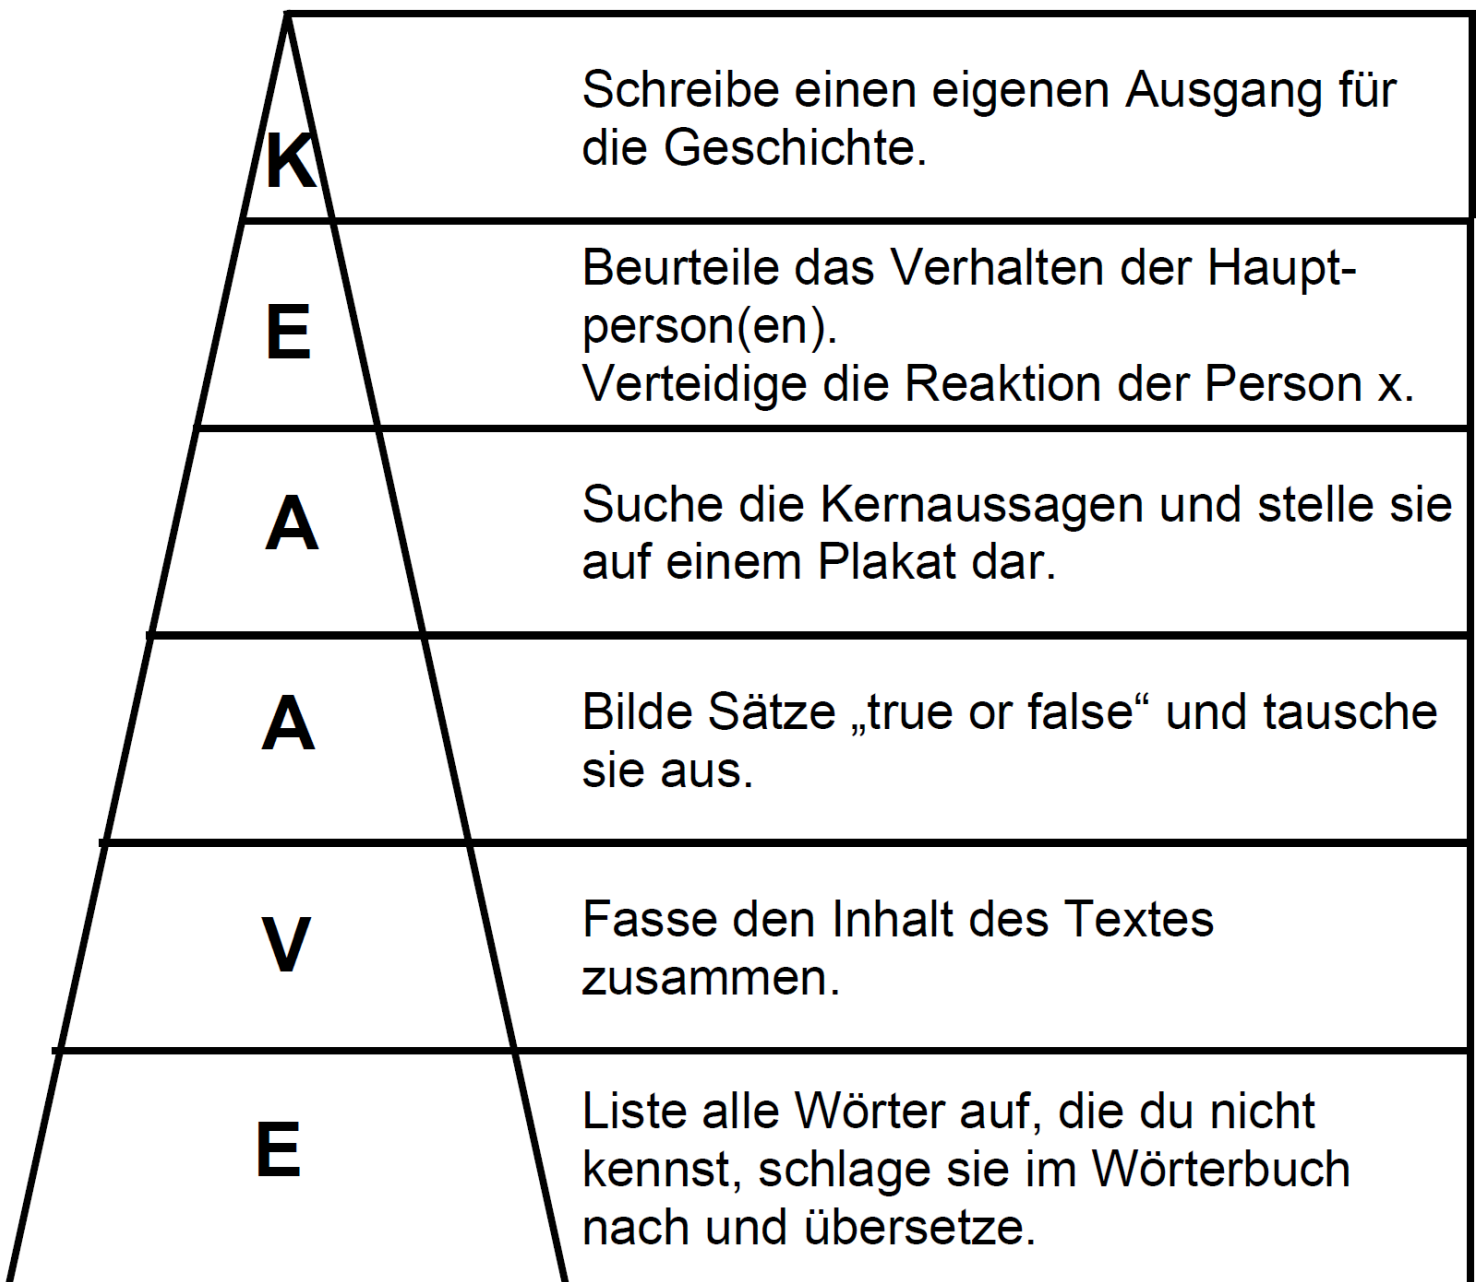 K
Schreibe einen eigenen Ausgang für
die Geschichte.
E
Beurteile das Verhalten der Haupt-
person(en).
Verteidige die Reaktion der Person x.
A
Suche die Kernaussagen und stelle sie
auf einem Plakat dar.
A
Bilde Sätze „true or false“ und tausche
sie aus.
V
Fasse den Inhalt des Textes
zusammen.
E
Liste alle Wörter auf, die du nicht
kennst, schlage sie im Wörterbuch
nach und übersetze.